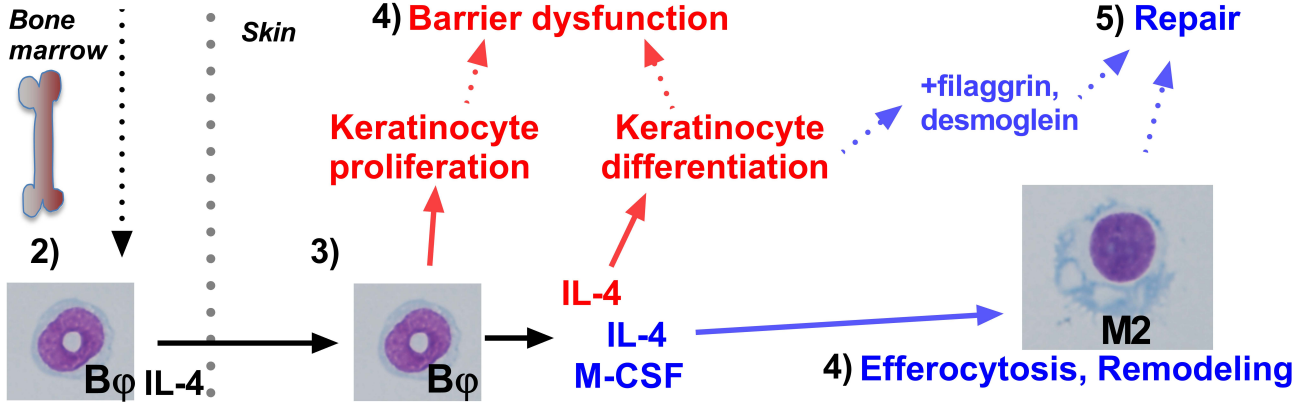 Bone
marrow
Skin
4) Barrier dysfunction
5) Repair
+filaggrin,
desmoglein
Keratinocyte
proliferation
Keratinocyte
differentiation
2)
3)
IL-4
IL-4
M-CSF
Bφ IL-4
Bφ
M2
4) Efferocytosis, Remodeling